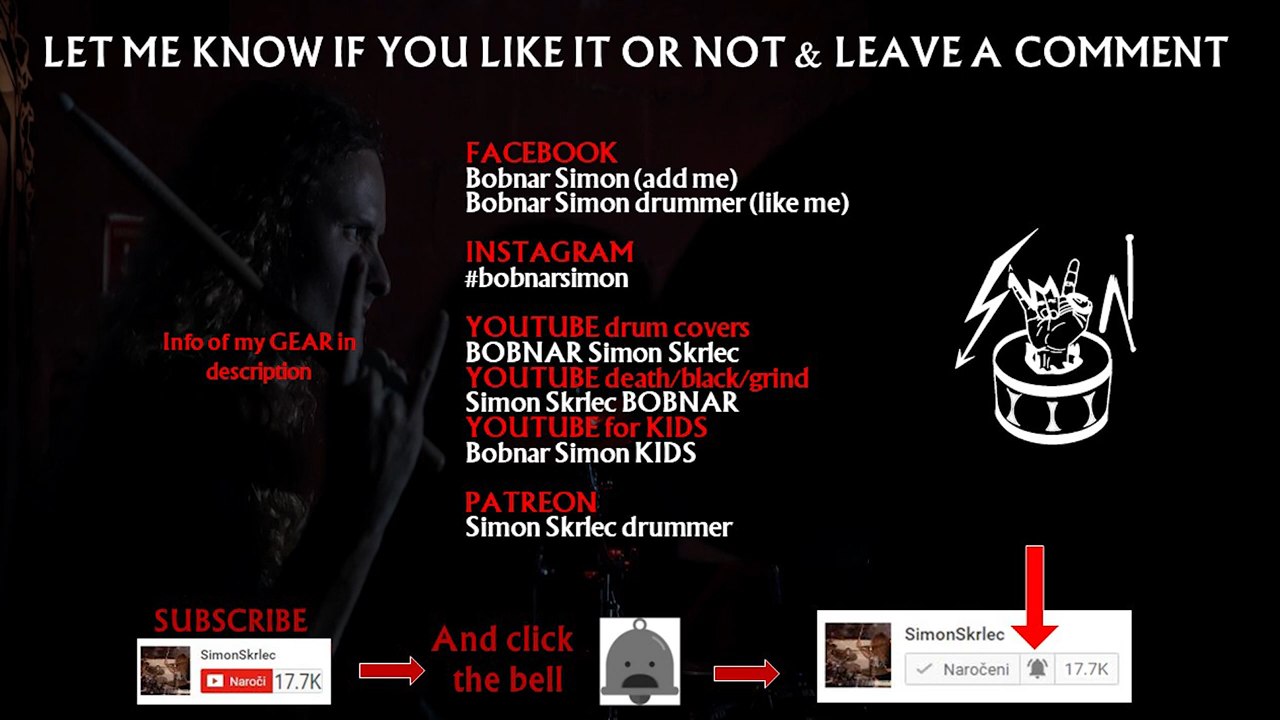 LET ME KNOW IF YOU LIKE IT OR NOT & LEAVE A COMMENT
FACEBOOK
Bobnar Simon (add me)
Bobnar Simon drummer (like me)
INSTAGRAM
#bobnarsimon
YOUTUBE drum covers
BOBNAR Simon Skrlec
YOUTUBE death/black/grind
Simon Skrlec BOBNAR
YOUTUBE for KIDS
Bobnar Simon KIDS
PATREON
Simon Skrlec drummer
Info of my GEAR in
description
SIMON
SUBSCRIBE
SimonSkrlec
Naroči 17.7K
And click
the bell
SimonSkrlec
Naročeni 17.7K